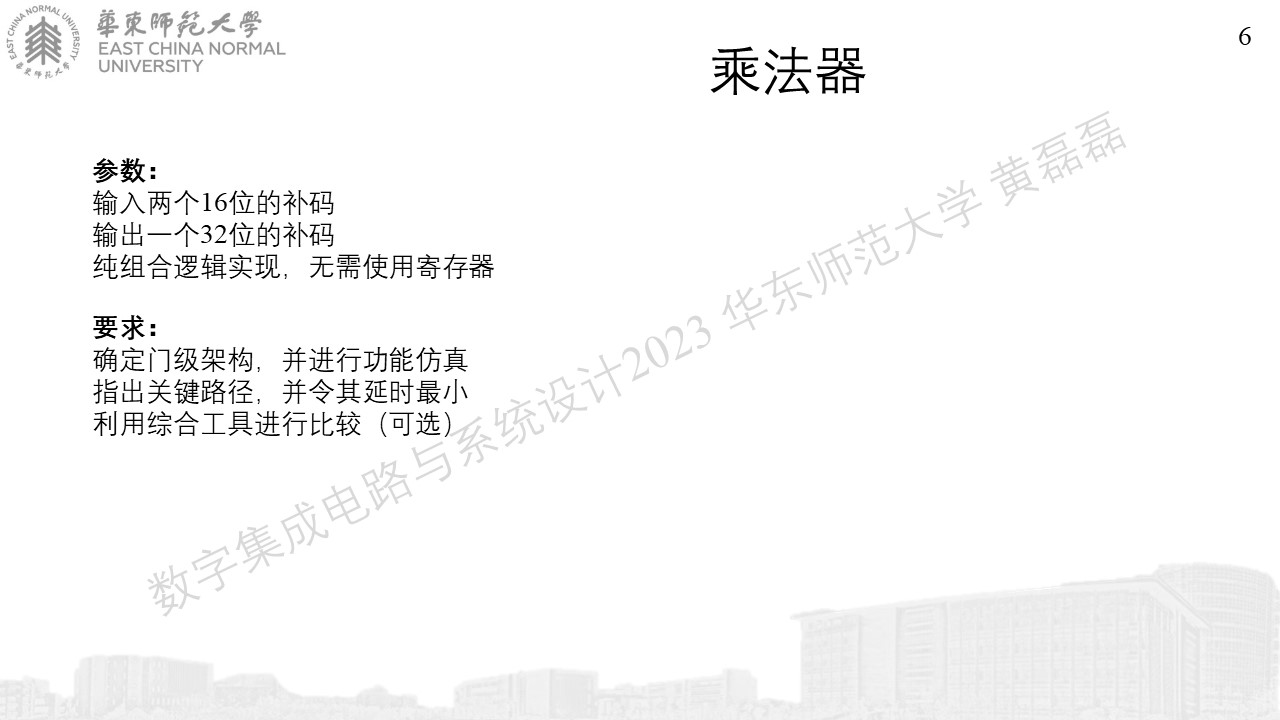 EAST CHINA NORMAL UNIVERSITY
華東師範大學
華東師範大學
EAST CHINA NORMAL
UNIVERSITY
6
乘法器
参数：
输入两个16位的补码
输出一个32位的补码
纯组合逻辑实现，无需使用寄存器
要求：
确定门级架构，并进行功能仿真
指出关键路径，并令其延时最小
利用综合工具进行比较（可选）
数字集成电路与系统设计2023 华东师范大学 黄磊磊